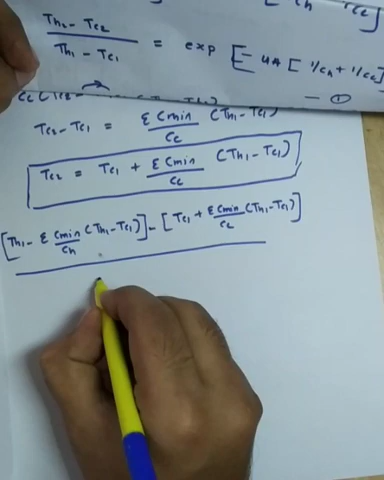 Th2 - Tc2
Th1 - Tc1
= exp [- UA [ 1/Ch + 1/Cc]
— ①
Tc2 - Tc1 = ε Cmin (Th1 - Tc1)
Cc
Tc2 = Tc1 + ε Cmin (Th1 - Tc1)
Cc
[Th1 - ε Cmin (Th1 - Tc1)] - [Tc1 + ε Cmin (Th1 - Tc1)]
Ch Cc